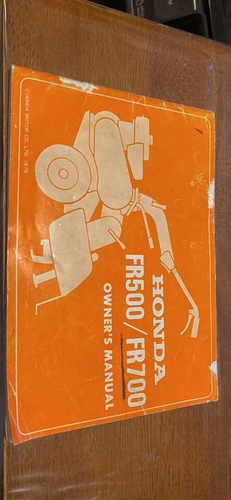 HONDA
FR500/FR700
OWNER'S MANUAL
©HONDA MOTOR CO., LTD. 1979